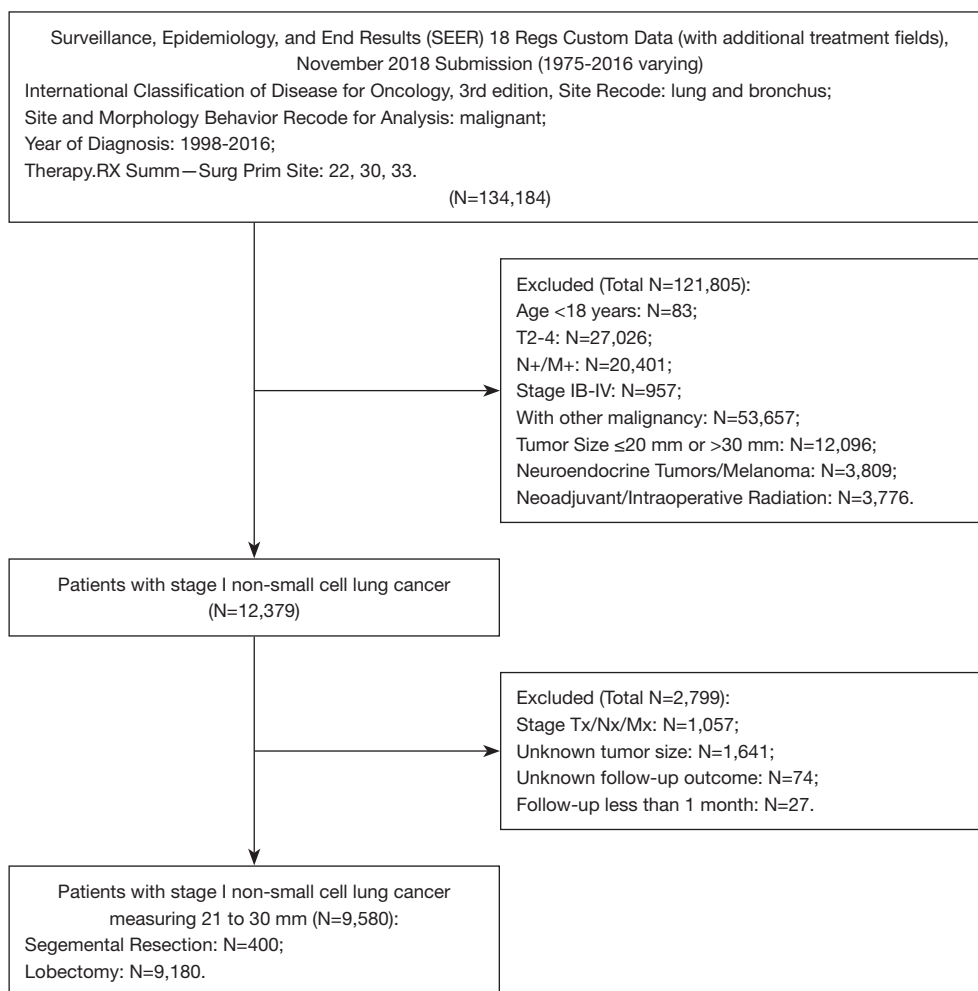 Surveillance, Epidemiology, and End Results (SEER) 18 Regs Custom Data (with additional treatment fields),
November 2018 Submission (1975-2016 varying)
International Classification of Disease for Oncology, 3rd edition, Site Recode: lung and bronchus;
Site and Morphology Behavior Recode for Analysis: malignant;
Year of Diagnosis: 1998-2016;
Therapy.RX Summ—Surg Prim Site: 22, 30, 33.
(N=134,184)
Excluded (Total N=121,805):
Age <18 years: N=83;
T2-4: N=27,026;
N+/M+: N=20,401;
Stage IB-IV: N=957;
With other malignancy: N=53,657;
Tumor Size ≤20 mm or >30 mm: N=12,096;
Neuroendocrine Tumors/Melanoma: N=3,809;
Neoadjuvant/Intraoperative Radiation: N=3,776.
Patients with stage I non-small cell lung cancer
(N=12,379)
Excluded (Total N=2,799):
Stage Tx/Nx/Mx: N=1,057;
Unknown tumor size: N=1,641;
Unknown follow-up outcome: N=74;
Follow-up less than 1 month: N=27.
Patients with stage I non-small cell lung cancer
measuring 21 to 30 mm (N=9,580):
Segemental Resection: N=400;
Lobectomy: N=9,180.